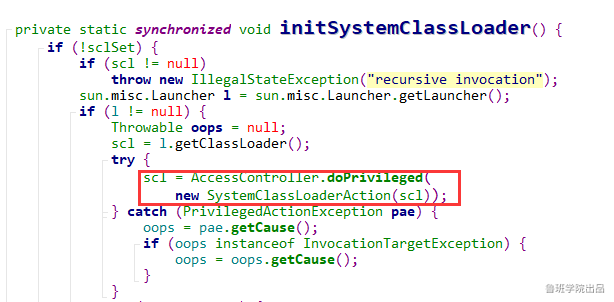 private static synchronized void initSystemClassLoader() {
    if (!sclSet) {
        if (scl != null)
            throw new IllegalStateException("recursive invocation");
        sun.misc.Launcher l = sun.misc.Launcher.getLauncher();
        if (l != null) {
            Throwable oops = null;
            scl = l.getClassLoader();
            try {
                scl = AccessController.doPrivileged(
                    new SystemClassLoaderAction(scl));
            } catch (PrivilegedActionException pae) {
                oops = pae.getCause();
                if (oops instanceof InvocationTargetException) {
                    oops = oops.getCause();
                }
            }
鲁班学院出品